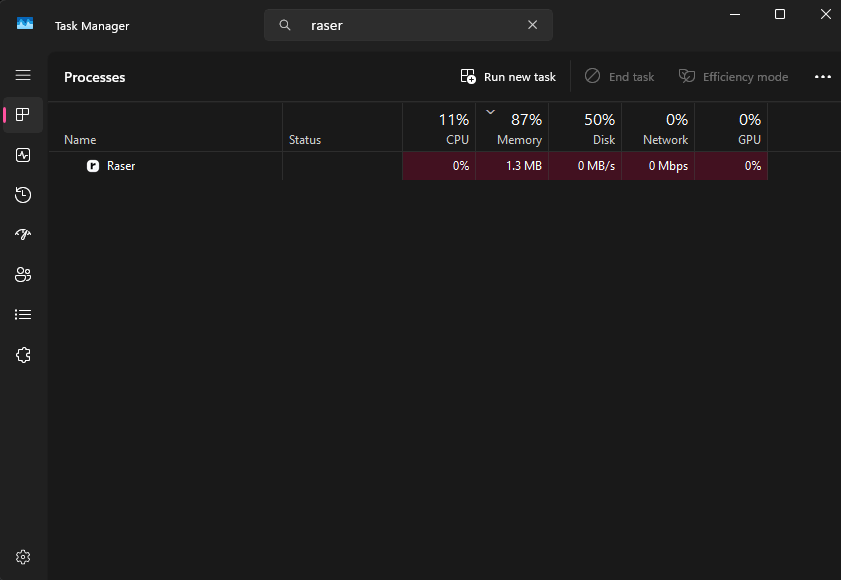 Task Manager
raser
Processes
Run new task
End task
Efficiency mode
11% 87% 50% 0% 0%
Name Status CPU Memory Disk Network GPU
r Raser 0% 1.3 MB 0 MB/s 0 Mbps 0%